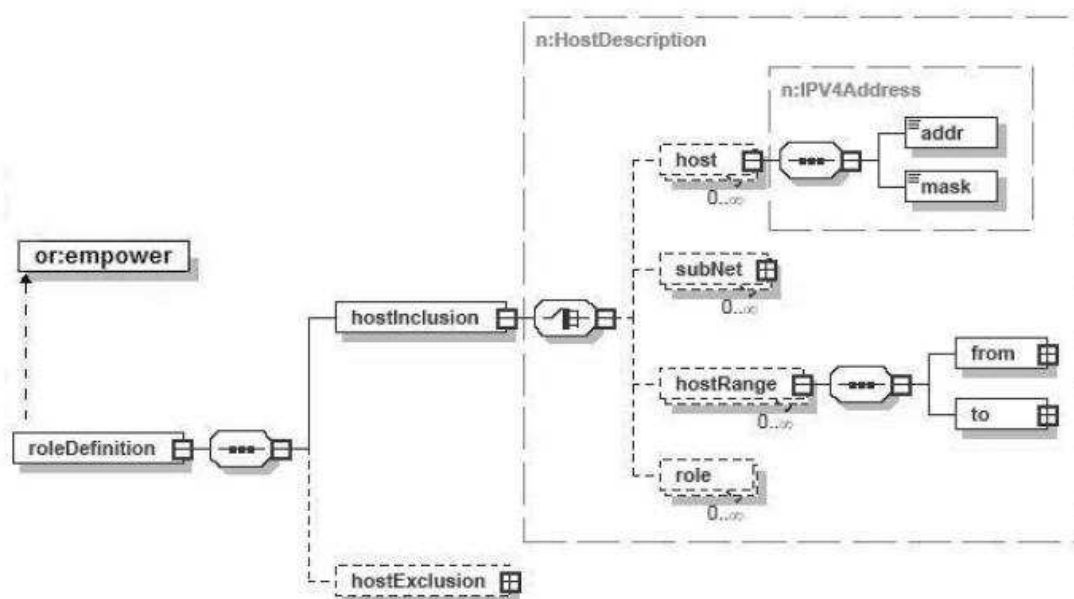 n:HostDescription
n:IPV4Address
addr
host
mask
0..∞
or:empower
subNet
0..∞
hostInclusion
from
hostRange
to
0..∞
roleDefinition
role
0..∞
hostExclusion